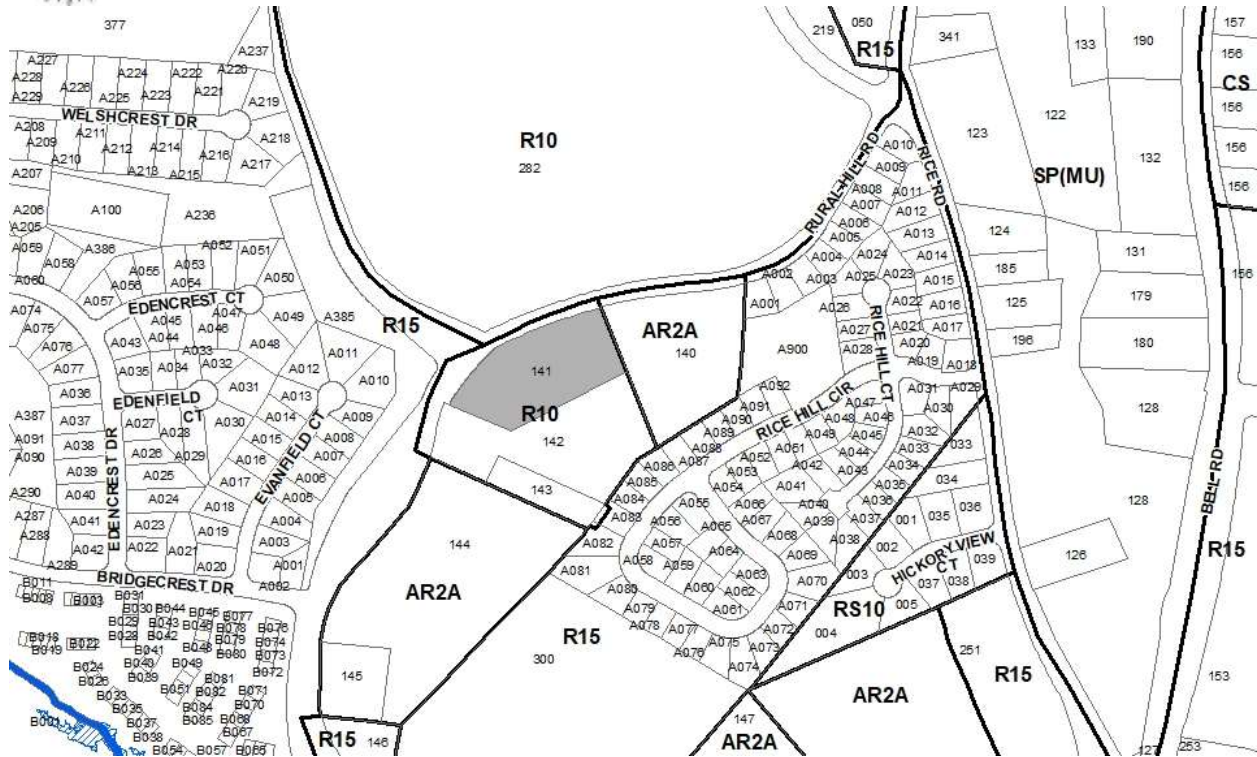 377
A237
A227
A228
A229
A226
A224
A225
A223
A222
A221
A220
A219
A218
WELSHCREST DR
A208
A209
A210
A211
A212
A213
A214
A215
A216
A217
A207
A206
A205
A100
A236
A059
A058
A060
A386
A057
A056
A055
A053
A054
A052
A051
A050
EDENCREST CT
A074
A075
A076
A077
A043
A045
A044
A046
A047
A033
A049
A048
A385
A035
A034
A032
A031
A012
A011
A010
A013
A009
A036
A037
A038
A039
A040
A041
A042
EDENFIELD CT
A387
A091
A090
A290
A287
A288
A289
A027
A028
A026
A029
A025
A024
A030
A014
A015
A016
A017
A018
A008
A007
A006
A005
A004
A003
A001
A002
EVANFIELD CT
EDENCREST DR
A023
A022
A021
A019
A020
BRIDGECREST DR
B011
B003
B031
B030
B044
B045
B077
B029
B043
B028
B042
B078
B079
B080
B076
B074
B073
B072
B018
B019
B022
B041
B040
B039
B048
B049
B024
B026
B051
B081
B082
B084
B085
B071
B070
B033
B037
B038
B068
B067
B054
B057
B001
R10
282
R15
219
050
R15
341
133
190
157
156
CS
156
156
156
156
123
122
132
SP(MU)
RURAL HILL RD
RICE RD
A010
A009
A008
A007
A006
A005
A004
A003
A002
A001
A011
A012
A013
A014
A015
A016
A017
A018
A019
A020
A021
A022
A023
A024
A025
A026
A027
A028
RICE HILL CT
124
185
125
196
131
179
180
128
128
126
BELL RD
R15
153
253
127
141
R10
142
143
AR2A
140
A900
RICE HILL CIR
A092
A091
A090
A089
A088
A087
A086
A085
A084
A083
A082
A081
A080
A079
A078
A077
A076
A075
A074
A073
A072
A071
A070
A069
A068
A067
A066
A065
A064
A063
A062
A061
A060
A059
A058
A057
A056
A055
A054
A053
A052
A051
A049
A048
A047
A046
A045
A044
A043
A042
A041
A040
A039
A038
A037
A036
A035
A034
A033
A032
A031
A030
A029
033
034
035
036
001
002
003
004
005
037
038
039
HICKORY VIEW CT
RS10
144
AR2A
145
R15
146
R15
300
147
AR2A
AR2A
251
R15